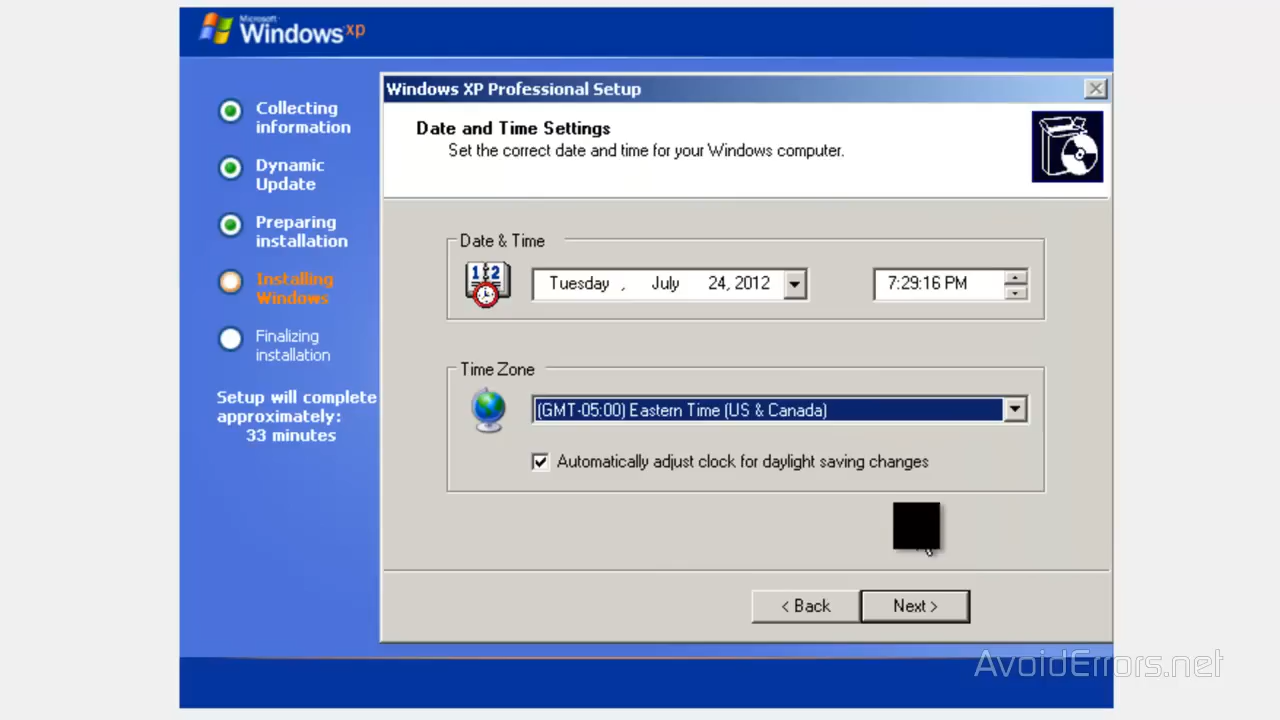 Microsoft
Windows xp
Collecting
information
Dynamic
Update
Preparing
installation
Installing
Windows
Finalizing
installation
Setup will complete
approximately:
33 minutes
Windows XP Professional Setup
Date and Time Settings
Set the correct date and time for your Windows computer.
Date & Time
12
Tuesday , July 24, 2012
7:29:16 PM
Time Zone
(GMT-05:00) Eastern Time (US & Canada)
Automatically adjust clock for daylight saving changes
< Back
Next >
AvoidErrors.net